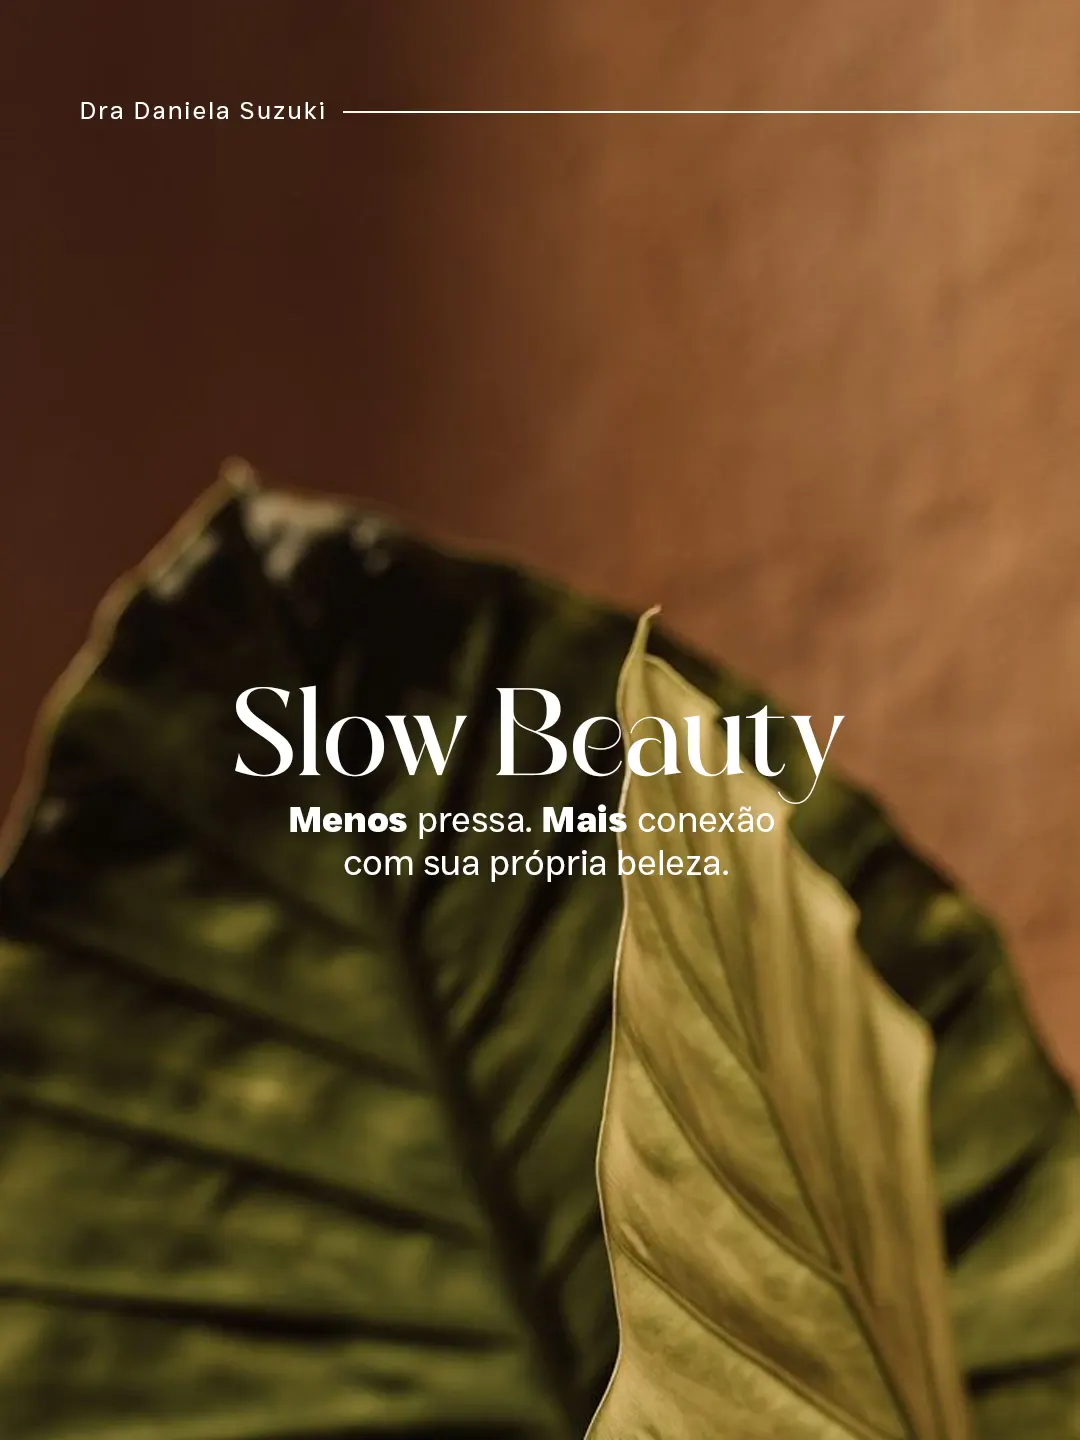 Dra Daniela Suzuki
Slow Beauty
Menos pressa. Mais conexão
com sua própria beleza.